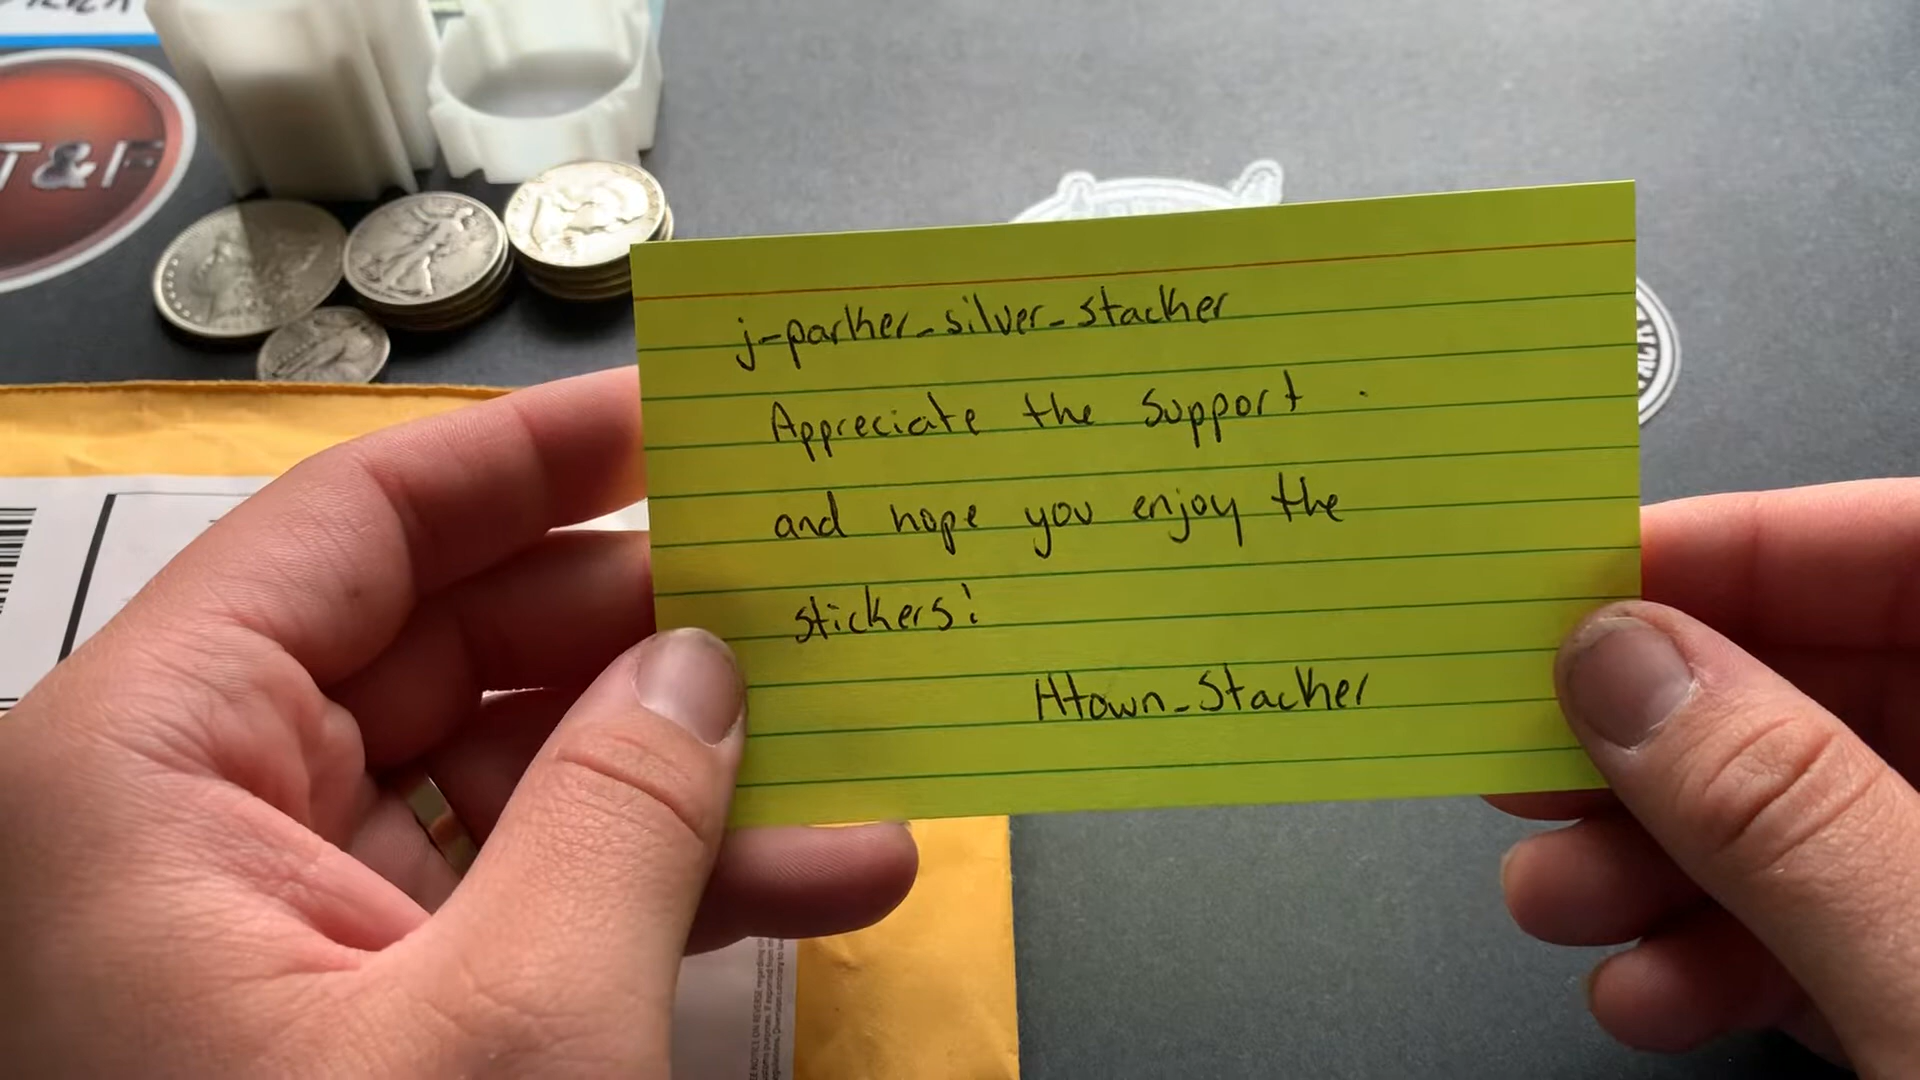 T&F
j-parker_silver_stacker
Appreciate the support
and hope you enjoy the
stickers!
Htown_Stacker